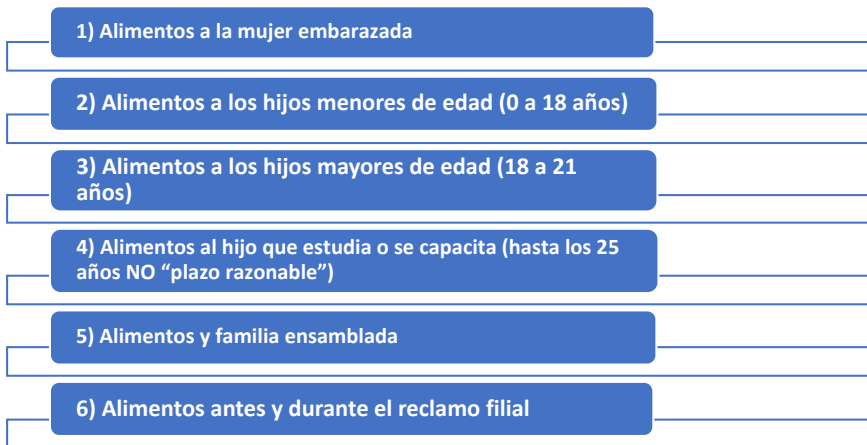 1) Alimentos a la mujer embarazada
2) Alimentos a los hijos menores de edad (0 a 18 años)
3) Alimentos a los hijos mayores de edad (18 a 21
años)
4) Alimentos al hijo que estudia o se capacita (hasta los 25
años NO “plazo razonable”)
5) Alimentos y familia ensamblada
6) Alimentos antes y durante el reclamo filial